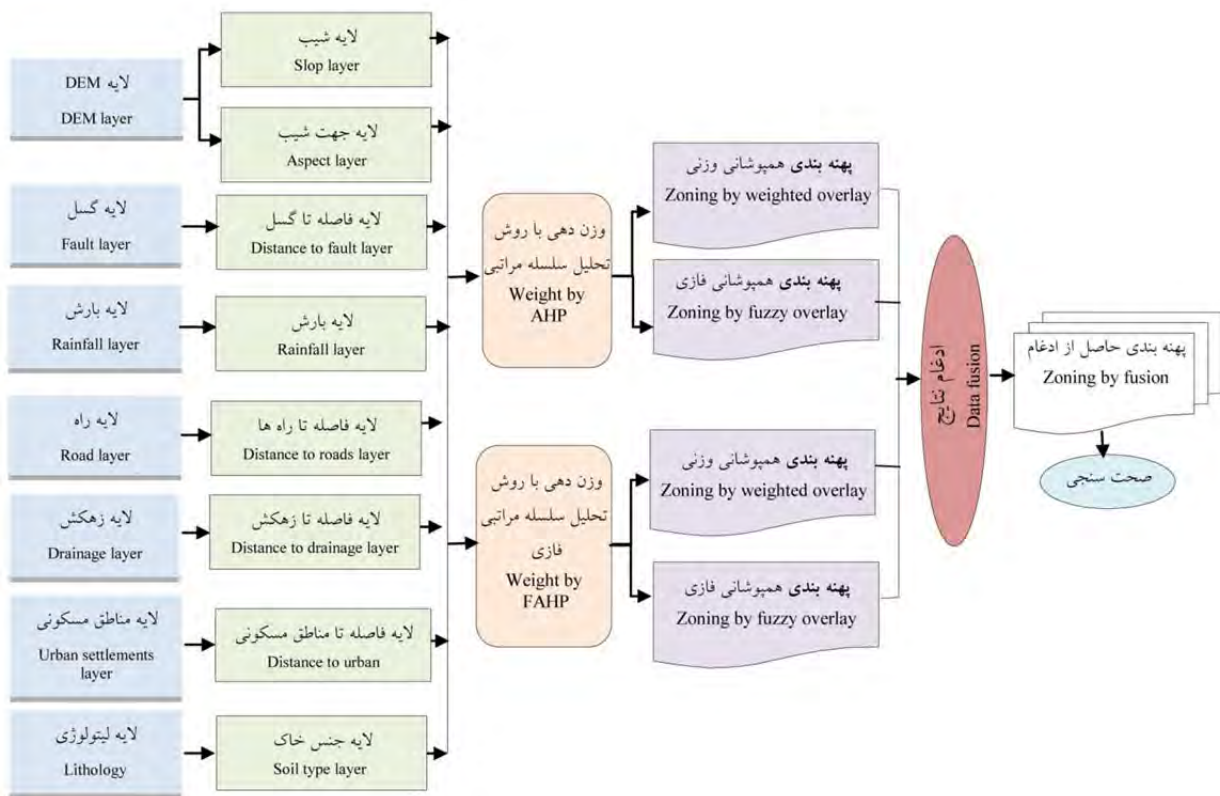 لایه DEM
DEM layer
لایه گسل
Fault layer
لایه بارش
Rainfall layer
لایه راه
Road layer
لایه زهکش
Drainage layer
لایه مناطق مسکونی
Urban settlements
layer
لایه لیتولوژی
Lithology
لایه شیب
Slop layer
لایه جهت شیب
Aspect layer
لایه فاصله تا گسل
Distance to fault layer
لایه بارش
Rainfall layer
لایه فاصله تا راه ها
Distance to roads layer
لایه فاصله تا زهکش
Distance to drainage layer
لایه فاصله تا مناطق مسکونی
Distance to urban
لایه جنس خاک
Soil type layer
وزن دهی با روش
تحلیل سلسله مراتبی
Weight by
AHP
وزن دهی با روش
تحلیل سلسله مراتبی
فازی
Weight by
FAHP
پهنه بندی همپوشانی وزنی
Zoning by weighted overlay
پهنه بندی همپوشانی فازی
Zoning by fuzzy overlay
پهنه بندی همپوشانی وزنی
Zoning by weighted overlay
پهنه بندی همپوشانی فازی
Zoning by fuzzy overlay
ادغام نتایج
Data fusion
پهنه بندی حاصل از ادغام
Zoning by fusion
صحت سنجی